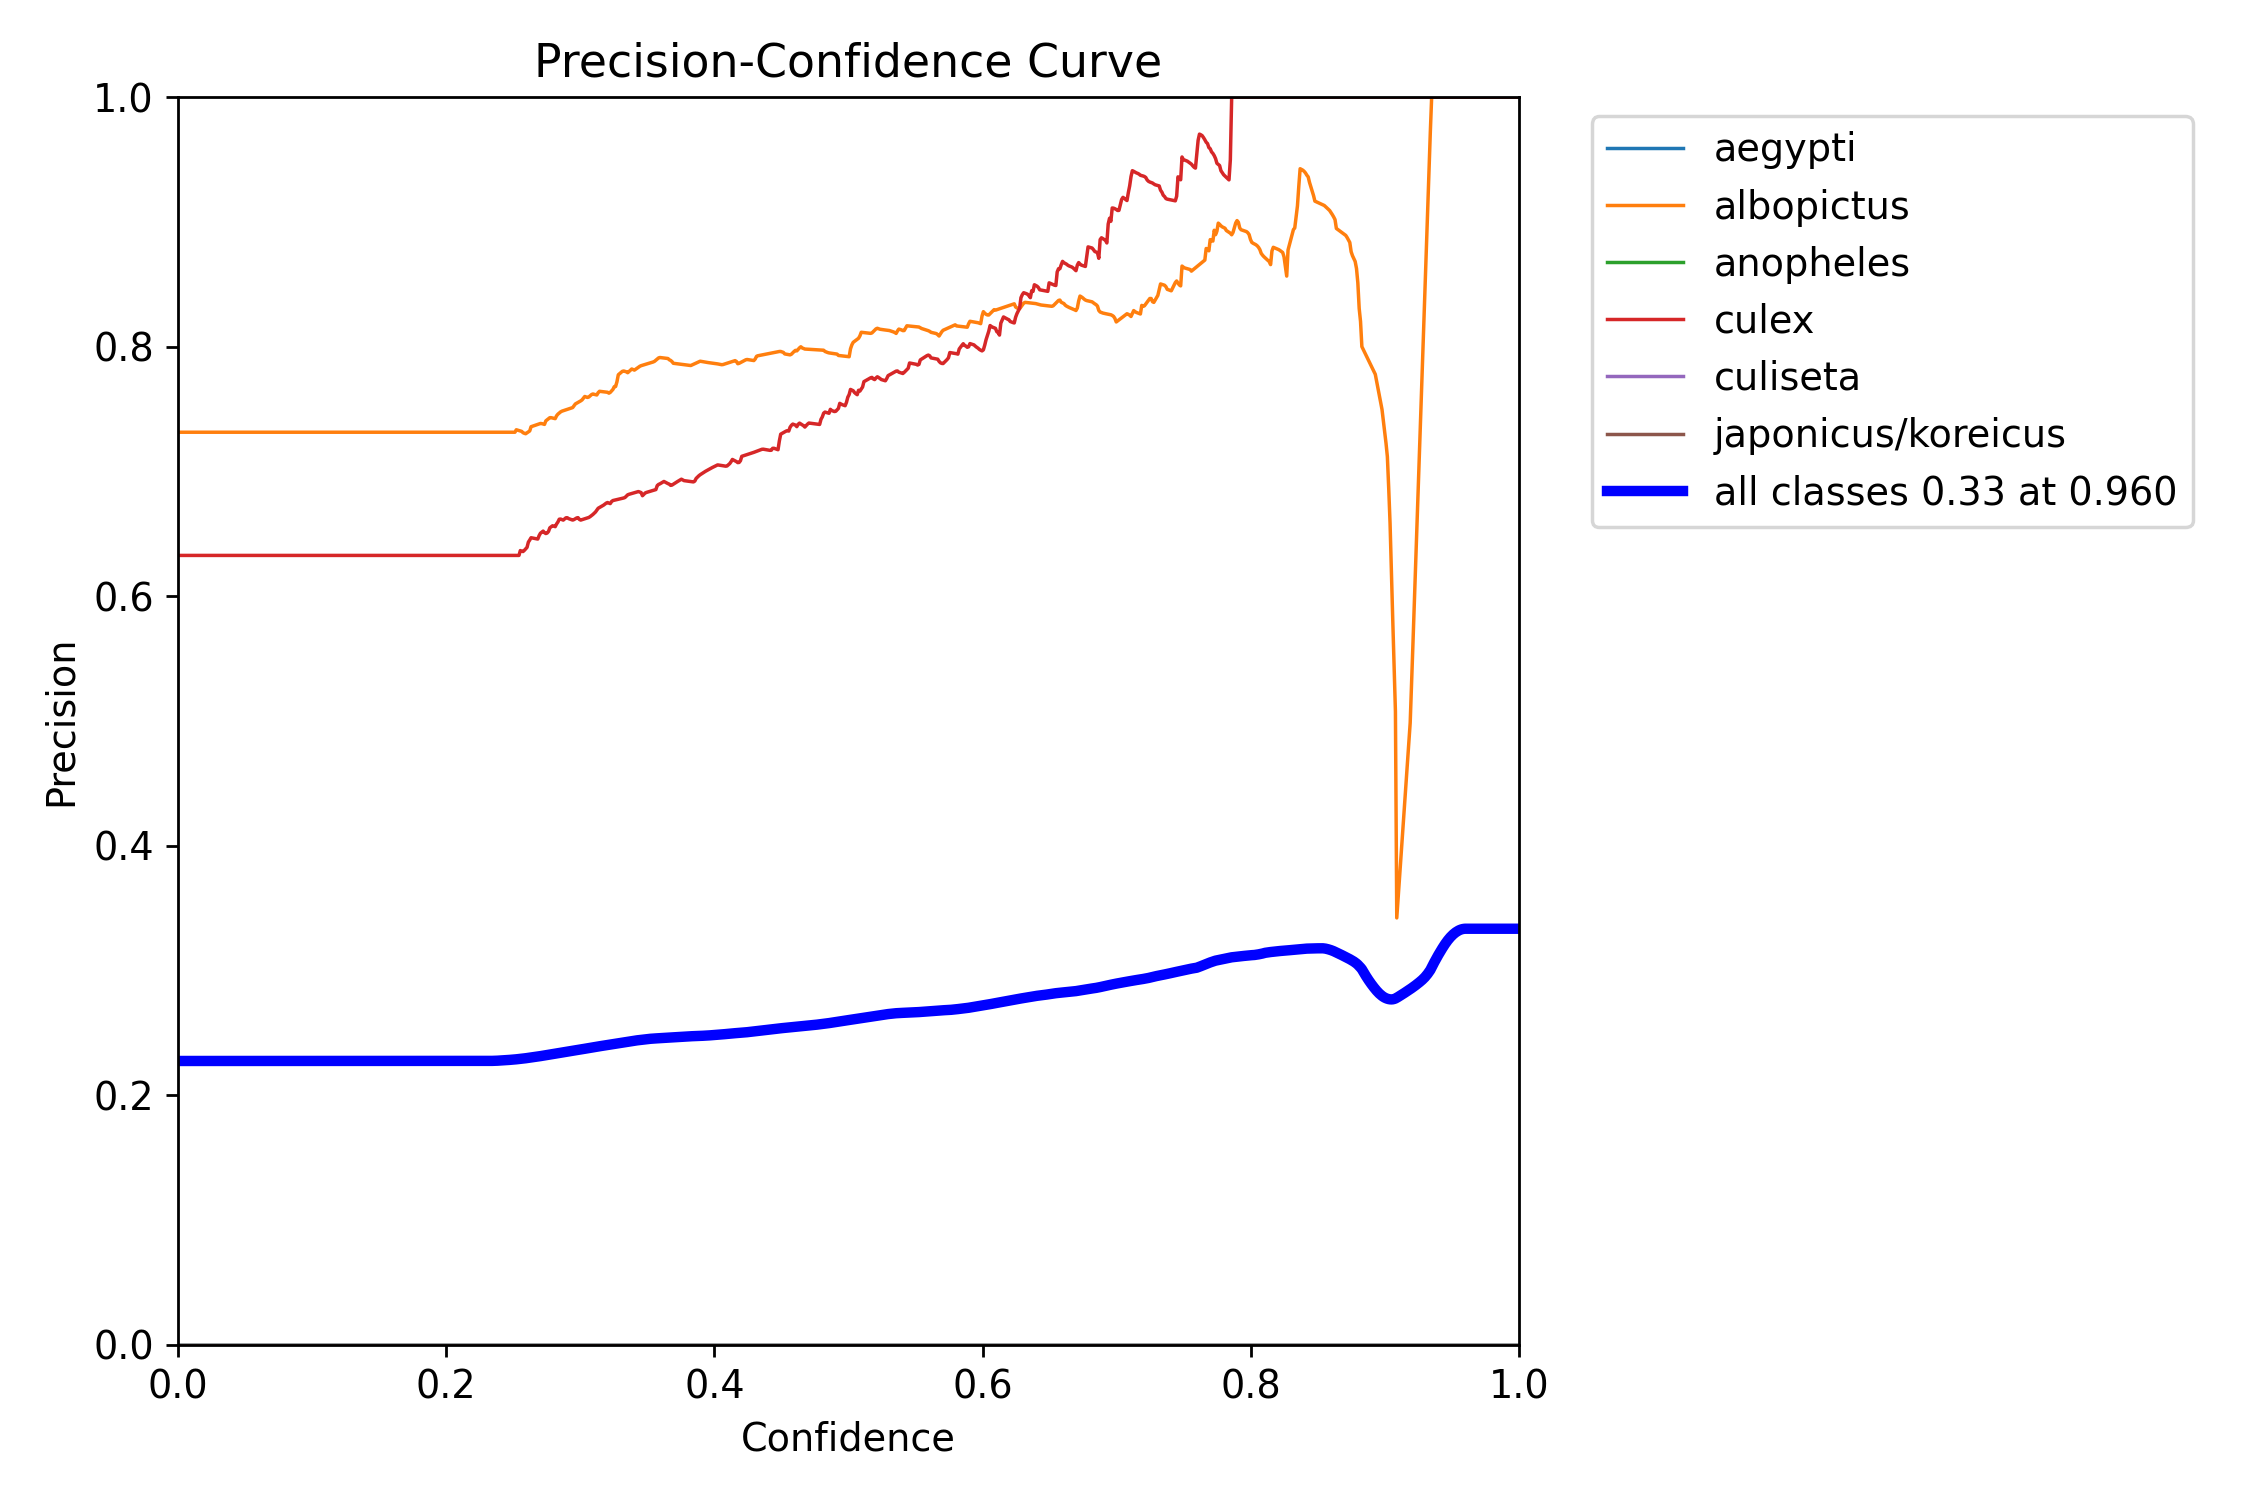 Precision-Confidence Curve
1.0
0.8
0.6
0.4
0.2
0.0
Precision
0.0 0.2 0.4 0.6 0.8 1.0
Confidence
aegypti
albopictus
anopheles
culex
culiseta
japonicus/koreicus
all classes 0.33 at 0.960